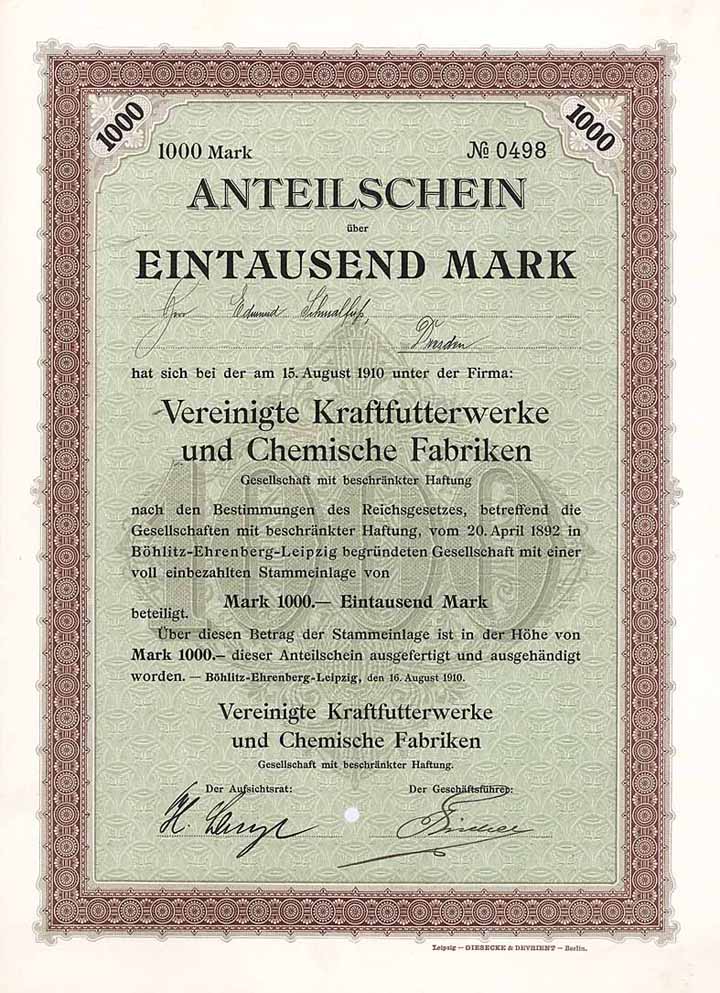 1000 1000
1000 Mark № 0498
ANTEILSCHEIN
über
EINTAUSEND MARK
Herr Edmund Schmalfuß,
Dresden
hat sich bei der am 15. August 1910 unter der Firma:
Vereinigte Kraftfutterwerke
und Chemische Fabriken
Gesellschaft mit beschränkter Haftung
nach den Bestimmungen des Reichsgesetzes, betreffend die
Gesellschaften mit beschränkter Haftung, vom 20. April 1892 in
Böhlitz-Ehrenberg-Leipzig begründeten Gesellschaft mit einer
voll einbezahlten Stammeinlage von
Mark 1000.— Eintausend Mark
beteiligt.
Über diesen Betrag der Stammeinlage ist in der Höhe von
Mark 1000.— dieser Anteilschein ausgefertigt und ausgehändigt
worden. — Böhlitz-Ehrenberg-Leipzig, den 16. August 1910.
1000
Vereinigte Kraftfutterwerke
und Chemische Fabriken
Gesellschaft mit beschränkter Haftung.
Der Aufsichtsrat: Der Geschäftsführer:
H.
Leipzig — GIESECKE & DEVRIENT — Berlin.